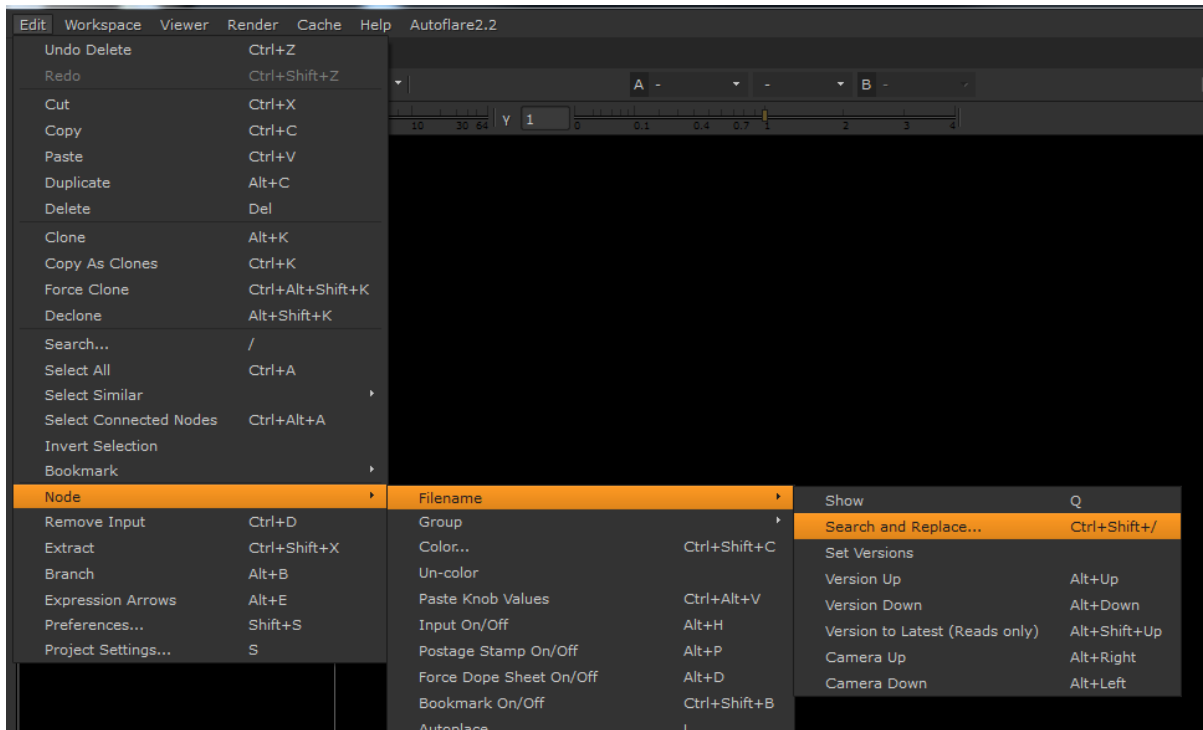 Edit Workspace Viewer Render Cache Help Autoflare2.2
Undo Delete Ctrl+Z
Redo Ctrl+Shift+Z
A - - B -
Cut Ctrl+X
Copy Ctrl+C
10 30 64 Y 1 0 0.1 0.4 0.7 1 2 3 4
Paste Ctrl+V
Duplicate Alt+C
Delete Del
Clone Alt+K
Copy As Clones Ctrl+K
Force Clone Ctrl+Alt+Shift+K
Declone Alt+Shift+K
Search... /
Select All Ctrl+A
Select Similar
Select Connected Nodes Ctrl+Alt+A
Invert Selection
Bookmark
Node
Remove Input Ctrl+D
Extract Ctrl+Shift+X
Branch Alt+B
Expression Arrows Alt+E
Preferences... Shift+S
Project Settings... S
Filename
Group
Color... Ctrl+Shift+C
Un-color
Paste Knob Values Ctrl+Alt+V
Input On/Off Alt+H
Postage Stamp On/Off Alt+P
Force Dope Sheet On/Off Alt+D
Bookmark On/Off Ctrl+Shift+B
Autoplace L
Show Q
Search and Replace... Ctrl+Shift+/
Set Versions
Version Up Alt+Up
Version Down Alt+Down
Version to Latest (Reads only) Alt+Shift+Up
Camera Up Alt+Right
Camera Down Alt+Left